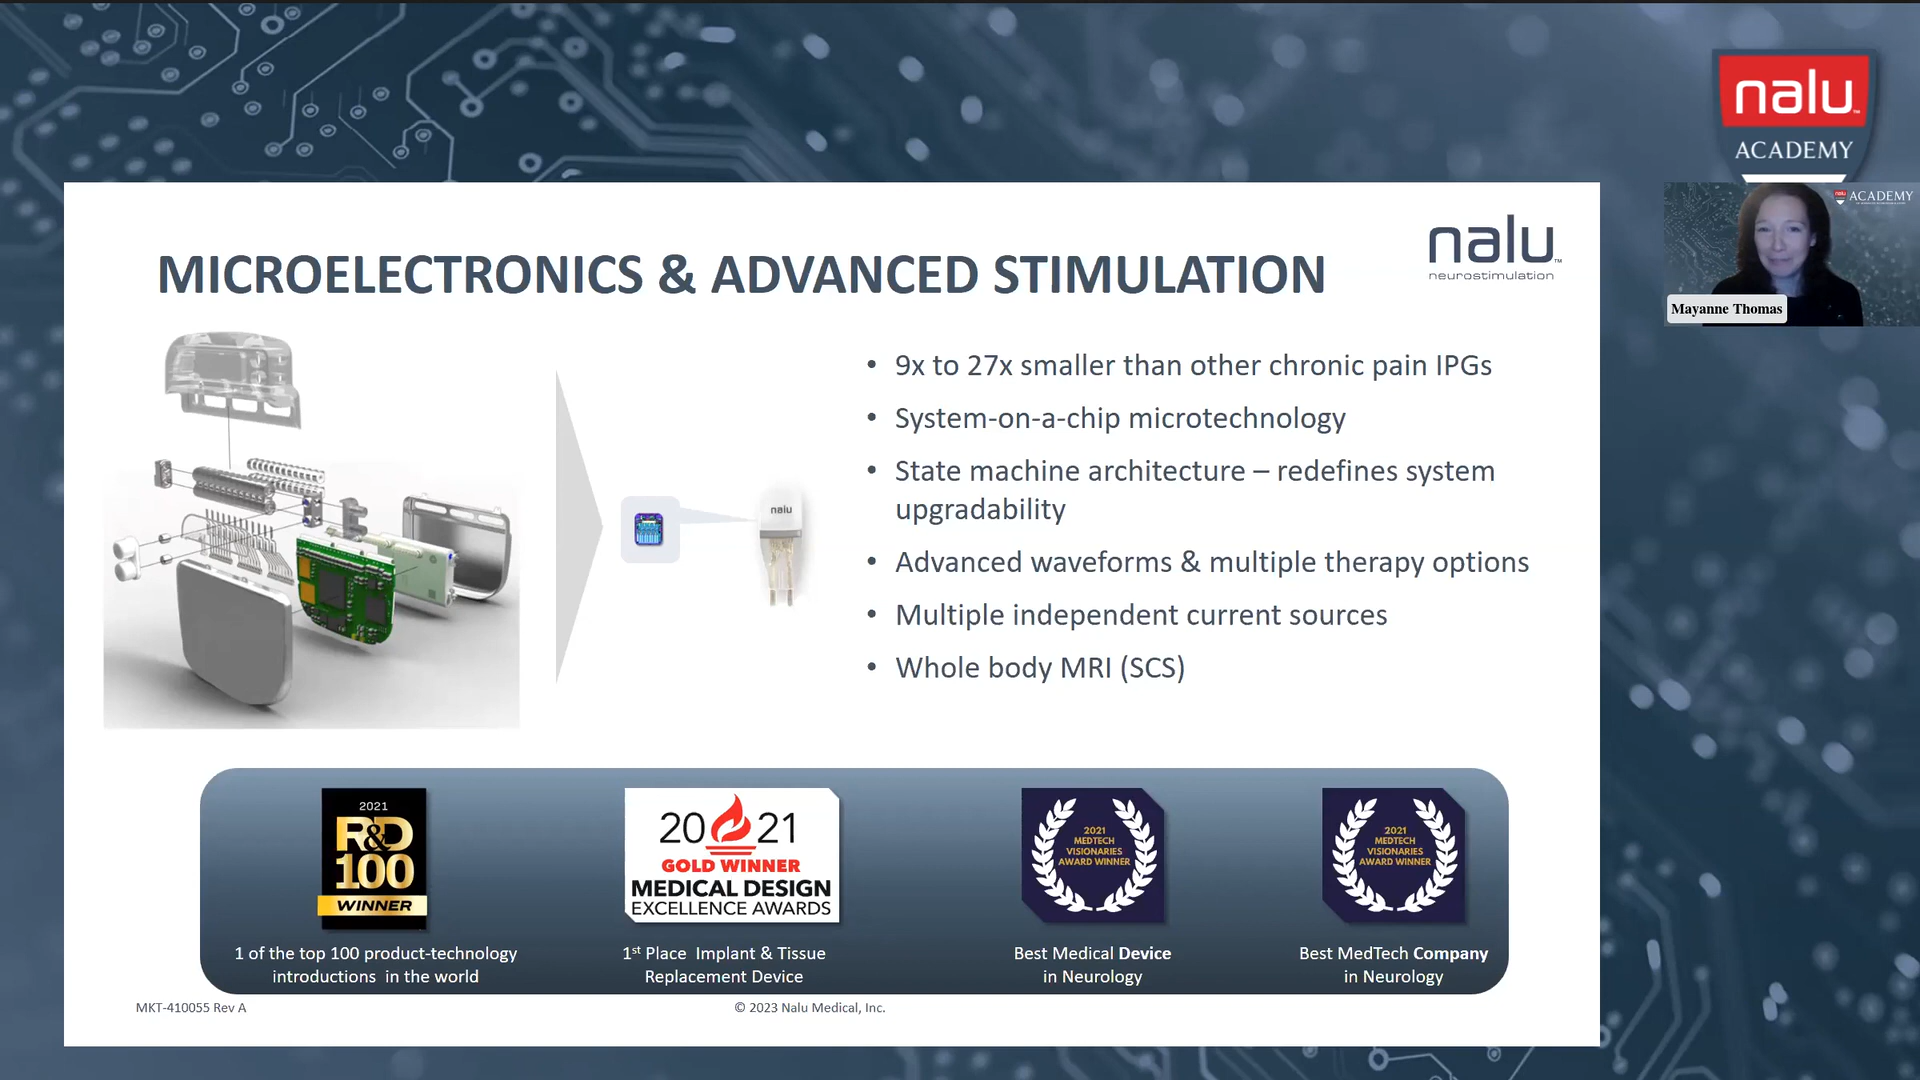 nalu
ACADEMY
nalu ACADEMY
Mayanne Thomas
MICROELECTRONICS & ADVANCED STIMULATION
nalu™
neurostimulation
• 9x to 27x smaller than other chronic pain IPGs
• System-on-a-chip microtechnology
• State machine architecture – redefines system
upgradability
• Advanced waveforms & multiple therapy options
• Multiple independent current sources
• Whole body MRI (SCS)
nalu
2021
R&D
100
WINNER
1 of the top 100 product-technology
introductions in the world
2021
GOLD WINNER
MEDICAL DESIGN
EXCELLENCE AWARDS
1st Place Implant & Tissue
Replacement Device
2021
MEDTECH
VISIONARIES
AWARD WINNER
Best Medical Device
in Neurology
2021
MEDTECH
VISIONARIES
AWARD WINNER
Best MedTech Company
in Neurology
MKT-410055 Rev A
© 2023 Nalu Medical, Inc.